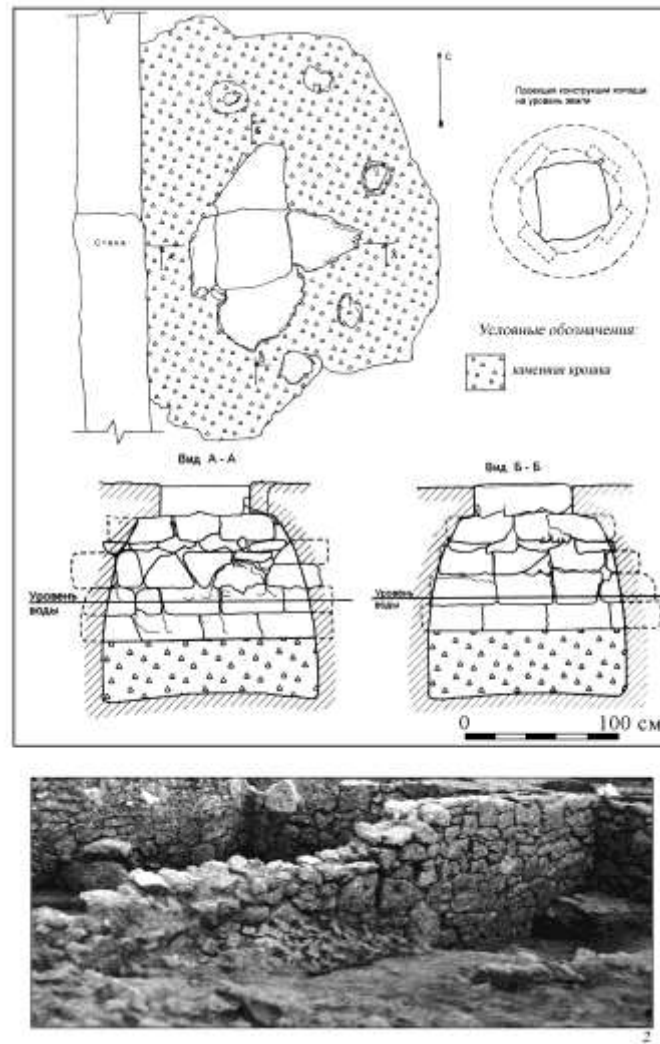 С
Проекция конструкции колодца
на уровень земли
Б
Стена
А
А
Б
Условные обозначения:
каменная крошка
Вид А - А
Вид Б - Б
Уровень
воды
Уровень
воды
0
100 см
2